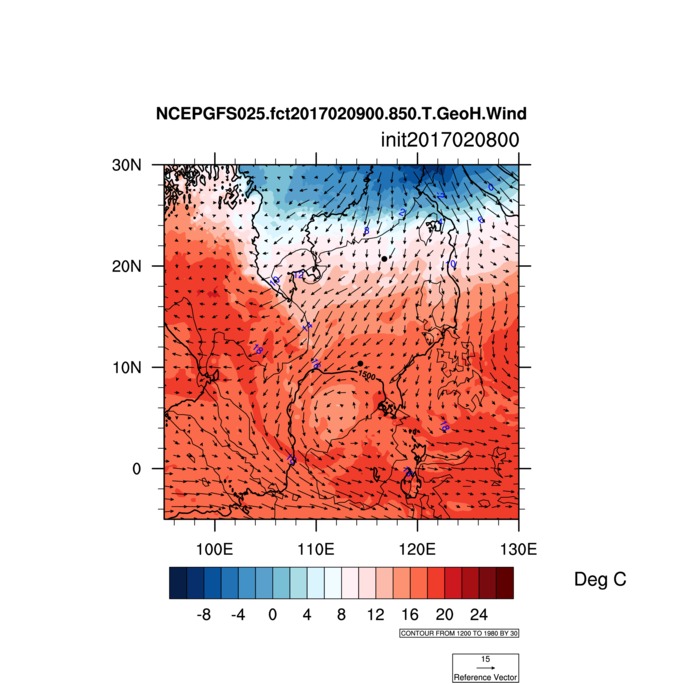 NCEPGFS025.fct2017020900.850.T.GeoH.Wind
init2017020800
30N
20N
10N
0
100E
110E
120E
130E
1500
-8
-4
0
4
8
12
16
20
24
Deg C
CONTOUR FROM 1200 TO 1980 BY 30
15
Reference Vector